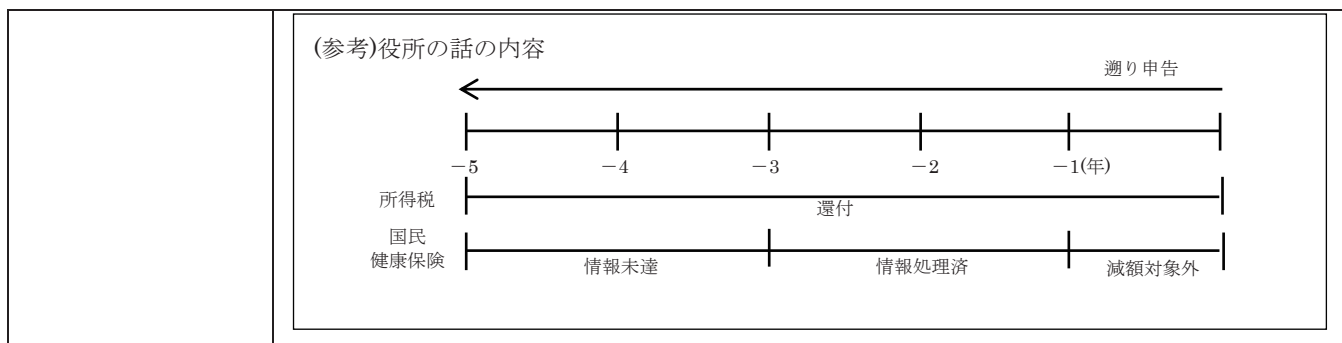 (参考)役所の話の内容
遡り申告
－5 －4 －3 －2 －1(年)
所得税
還付
国民
健康保険
情報未達 情報処理済 減額対象外